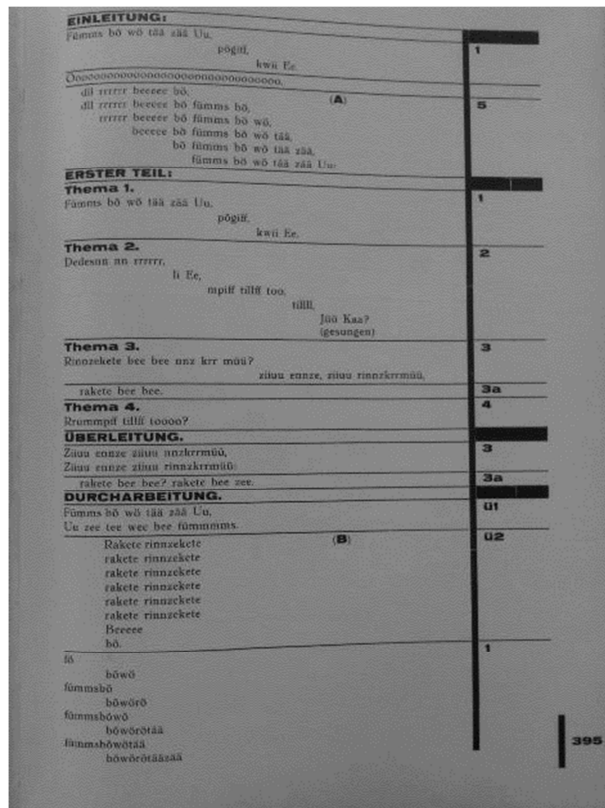 EINLEITUNG:
Fümms bö wö tää zää Uu,
pögiff,
kwii Ee.
1
Oooooooooooooooooooooooooooooooo,
dll rrrrrr beeeee bö,
(A)
5
dll rrrrrr beeeee bö fümms bö,
rrrrrr beeeee bö fümms bö wö,
beeeee bö fümms bö wö tää,
bö fümms bö wö tää zää,
fümms bö wö tää zää Uu:
ERSTER TEIL:
Thema 1.
1
Fümms bö wö tää zää Uu,
pögiff,
kwii Ee.
Thema 2.
2
Dedesnn nn rrrrrr,
Ii Ee,
mpiff tillff too,
tillll,
Jüü Kaa?
(gesungen)
Thema 3.
3
Rinnzekete bee bee nnz krr müü?
ziiuu ennze, ziiuu rinnzkrrmüü,
rakete bee bee.
3a
Thema 4.
4
Rrummpff tillff toooo?
ÜBERLEITUNG.
Ziiuu ennze ziiuu nnzkrrmüü,
3
Ziiuu ennze ziiuu rinnzkrrmüü;
rakete bee bee? rakete bee zee.
3a
DURCHARBEITUNG.
Fümms bö wö tää zää Uu,
ü1
Uu zee tee wee bee fümmmms.
Rakete rinnzekete
(B)
ü2
rakete rinnzekete
rakete rinnzekete
rakete rinnzekete
rakete rinnzekete
rakete rinnzekete
Beeeee
bö.
1
fö
böwö
fümmsbö
böwörö
fümmsböwö
böwörötää
fümmsböwötää
böwörötääzää
395